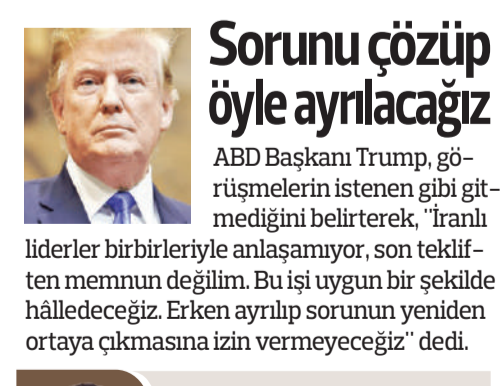 Sorunu çözüp
öyle ayrılacağız
ABD Başkanı Trump, gö-
rüşmelerin istenen gibi git-
mediğini belirterek, "İranlı
liderler birbirleriyle anlaşamıyor, son teklif-
ten memnun değilim. Bu işi uygun bir şekilde
hâlledeceğiz. Erken ayrılıp sorunun yeniden
ortaya çıkmasına izin vermeyeceğiz" dedi.